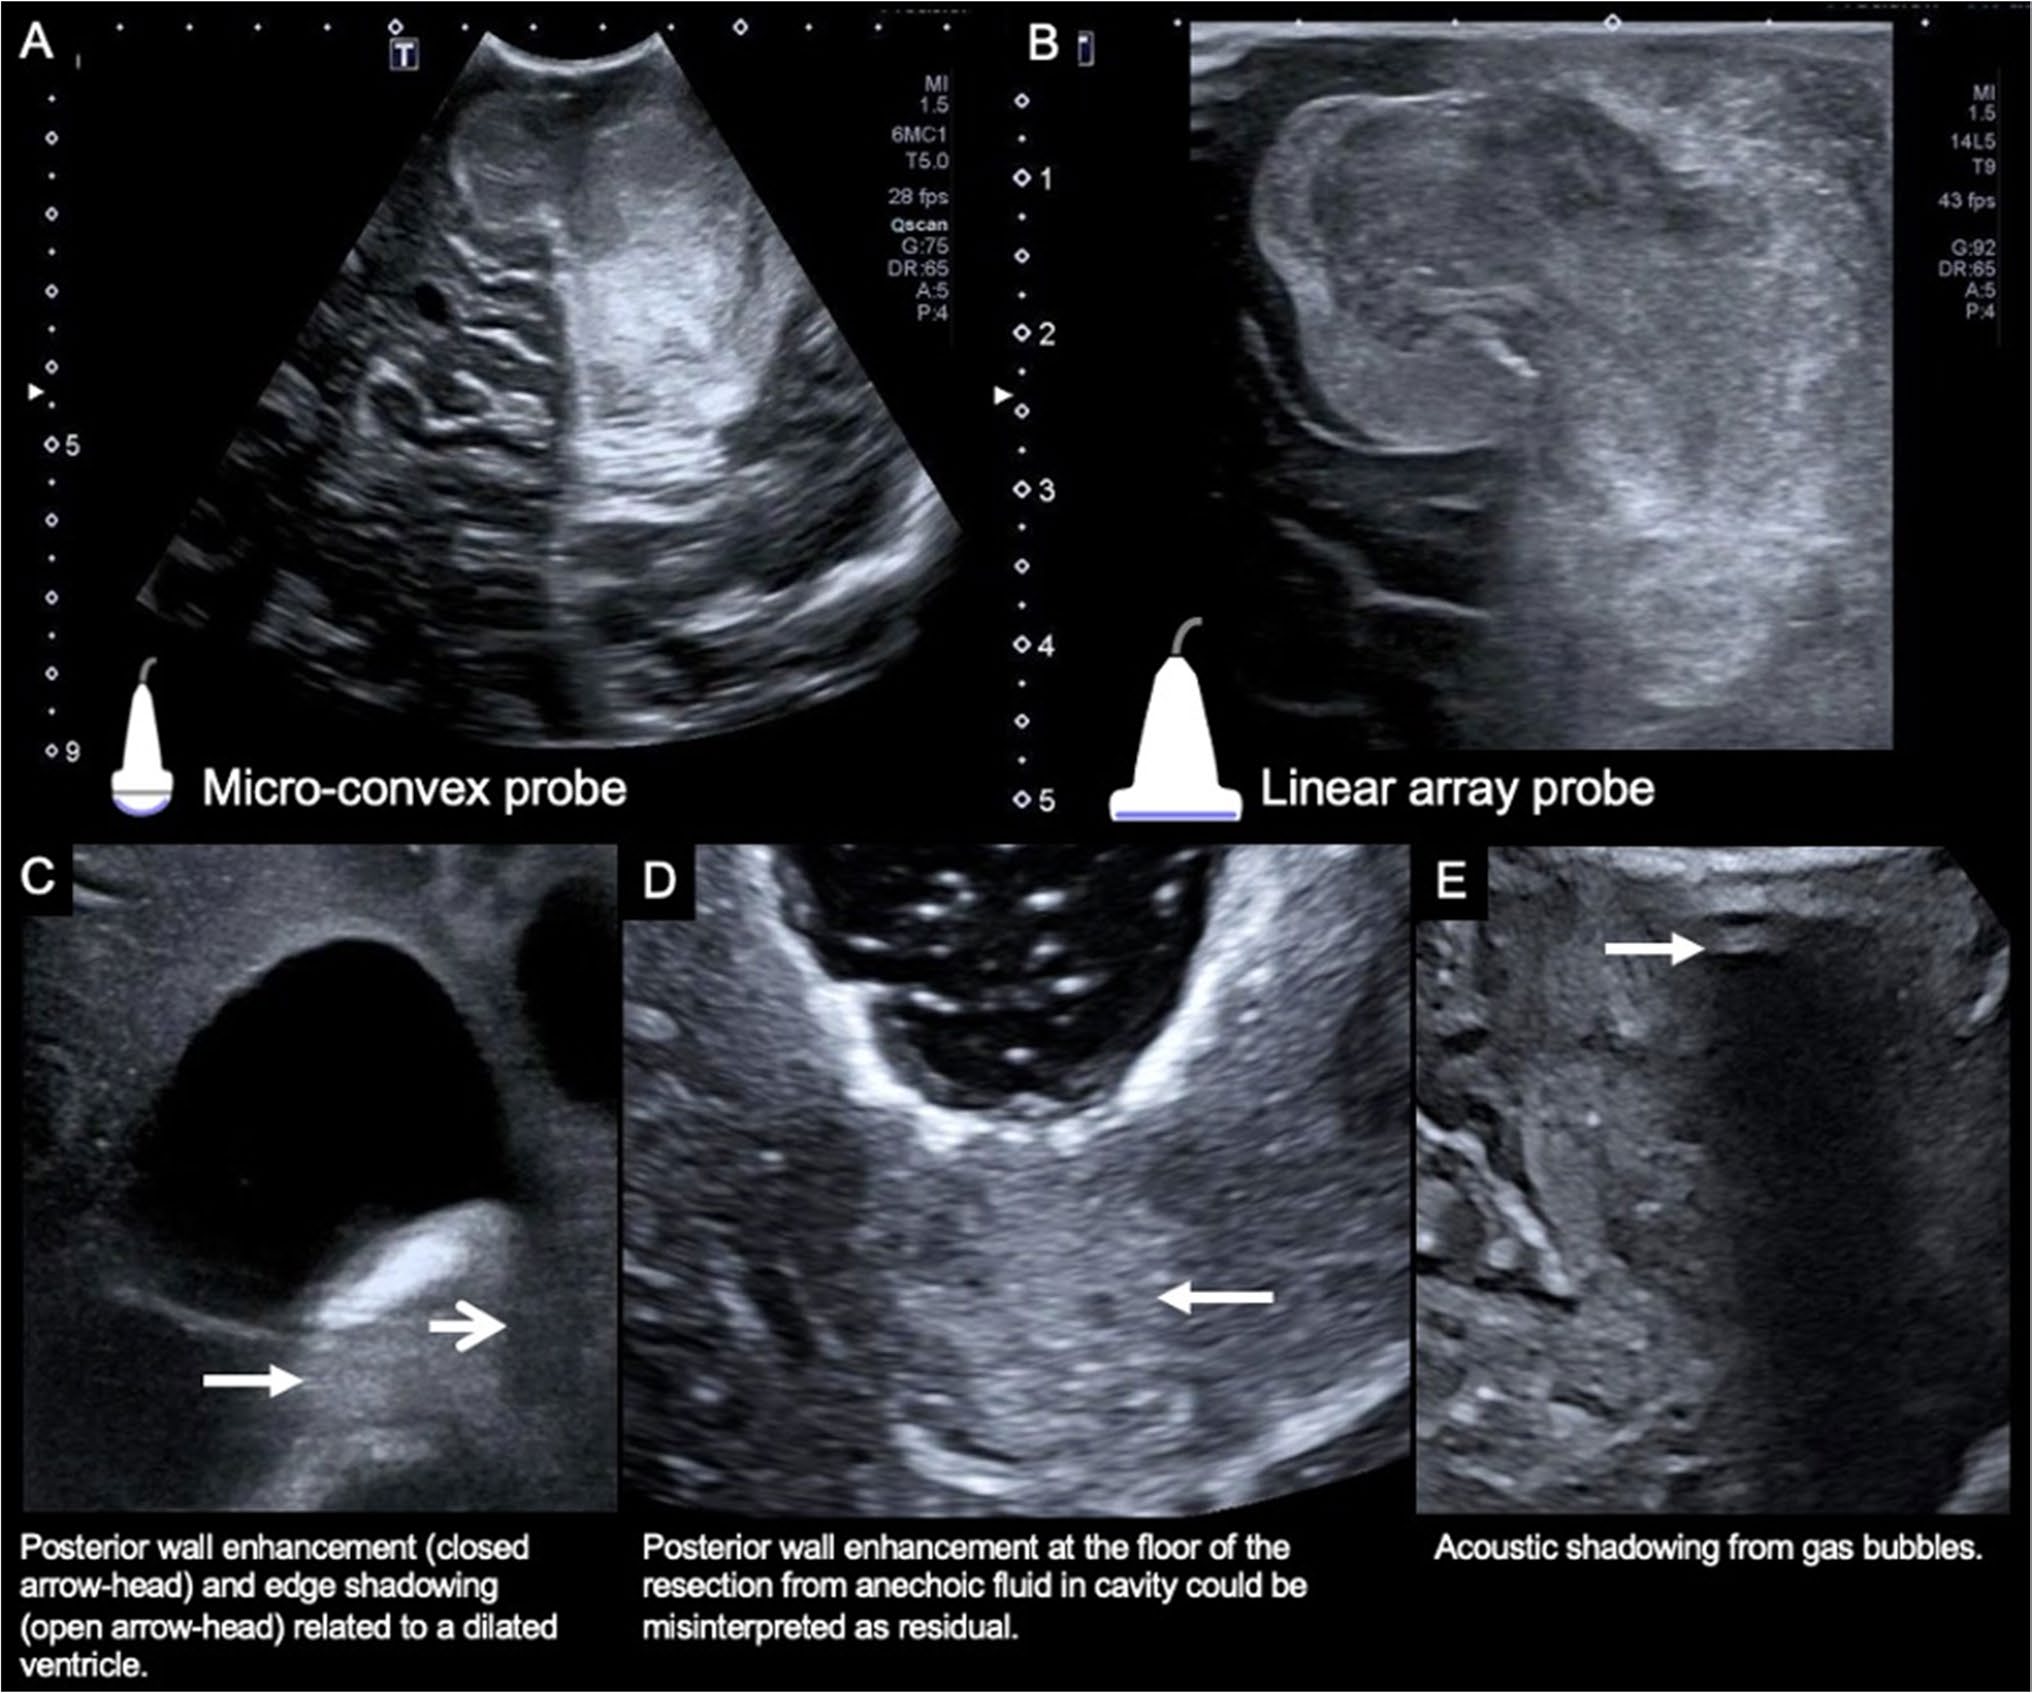 A
T
MI
1.5
6MC1
T5.0
28 fps
Qscan
G:75
DR:65
A:5
P:4
5
9
Micro-convex probe
B
MI
1.5
14L5
T9
43 fps
G:92
DR:65
A:5
P:4
1
2
3
4
5
Linear array probe
C
Posterior wall enhancement (closed
arrow-head) and edge shadowing
(open arrow-head) related to a dilated
ventricle.
D
Posterior wall enhancement at the floor of the
resection from anechoic fluid in cavity could be
misinterpreted as residual.
E
Acoustic shadowing from gas bubbles.